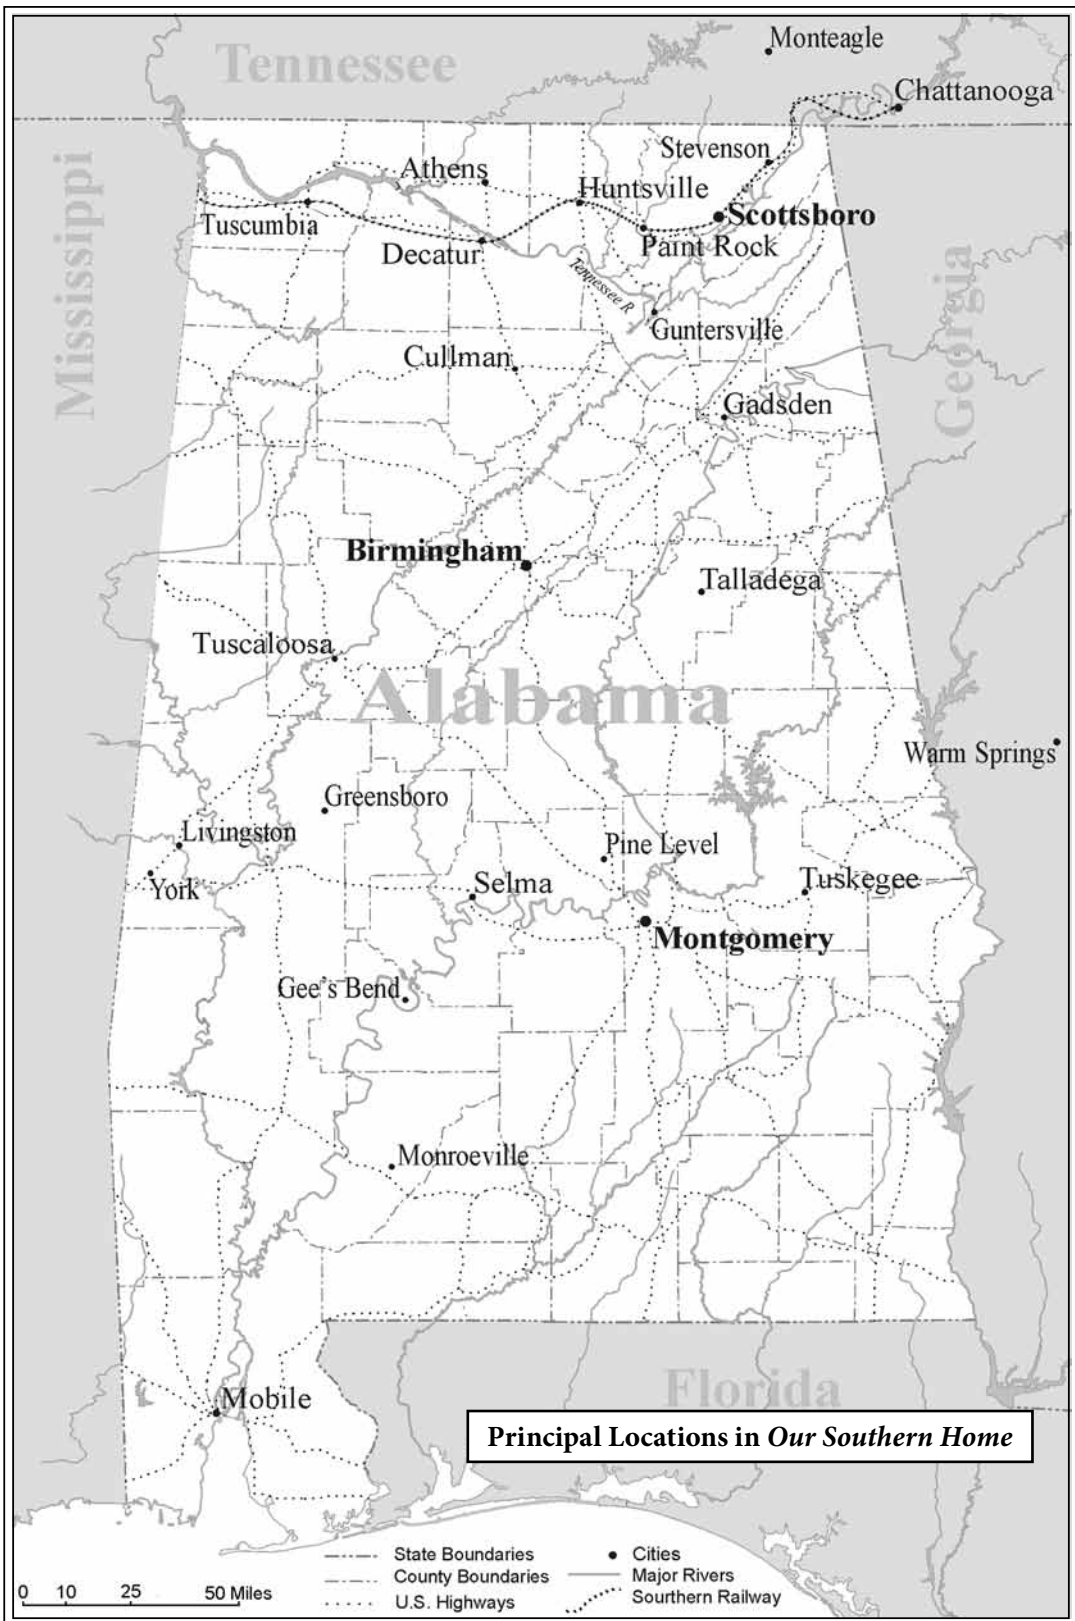 Monteagle
Tennessee
Chattanooga
Stevenson
Athens
Huntsville
Scottsboro
Tuscumbia
Paint Rock
Decatur
Tennessee R
Mississippi
Georgia
Guntersville
Cullman
Gadsden
Birmingham
Talladega
Tuscaloosa
Alabama
Warm Springs
Greensboro
Livingston
Pine Level
York
Selma
Tuskegee
Montgomery
Gee's Bend
Monroeville
Florida
Mobile
Principal Locations in Our Southern Home
State Boundaries
County Boundaries
U.S. Highways
Cities
Major Rivers
Sourthern Railway
0 10 25 50 Miles